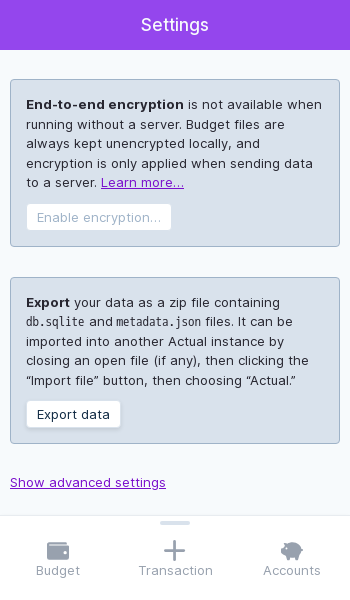 Settings
End-to-end encryption is not available when
running without a server. Budget files are
always kept unencrypted locally, and
encryption is only applied when sending data
to a server. Learn more…
Enable encryption…
Export your data as a zip file containing
db.sqlite and metadata.json files. It can be
imported into another Actual instance by
closing an open file (if any), then clicking the
“Import file” button, then choosing “Actual.”
Export data
Show advanced settings
Budget
Transaction
Accounts